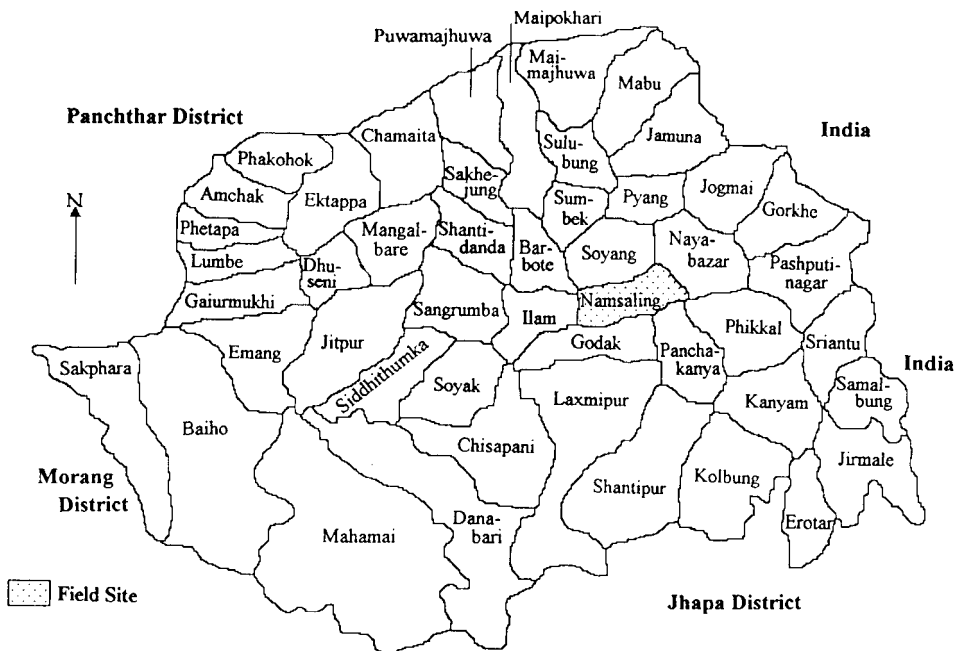 Maipokhari
Puwamajhuwa
Mai-
majhuwa
Mabu
Panchthar District
Chamaita
Jamuna
India
Phakohok
Sulu-
bung
Sakhe-
jung
Amchak
Ektappa
Sum-
bek
Pyang
Jogmai
Gorkhe
N
Phetapa
Mangal-
bare
Shanti-
danda
Bar-
bote
Soyang
Naya-
bazar
Pashputi-
nagar
Lumbe
Dhu-
seni
Gaiurmukhi
Sangrumba
Ilam
Namsaling
Phikkal
Sriantu
Emang
Jitpur
Godak
Pancha-
kanya
India
Sakphara
Siddhithumka
Soyak
Laxmipur
Kanyam
Samal-
bung
Baiho
Chisapani
Jirmale
Morang
District
Shantipur
Kolbung
Mahamai
Dana-
bari
Erotar
Field Site
Jhapa District